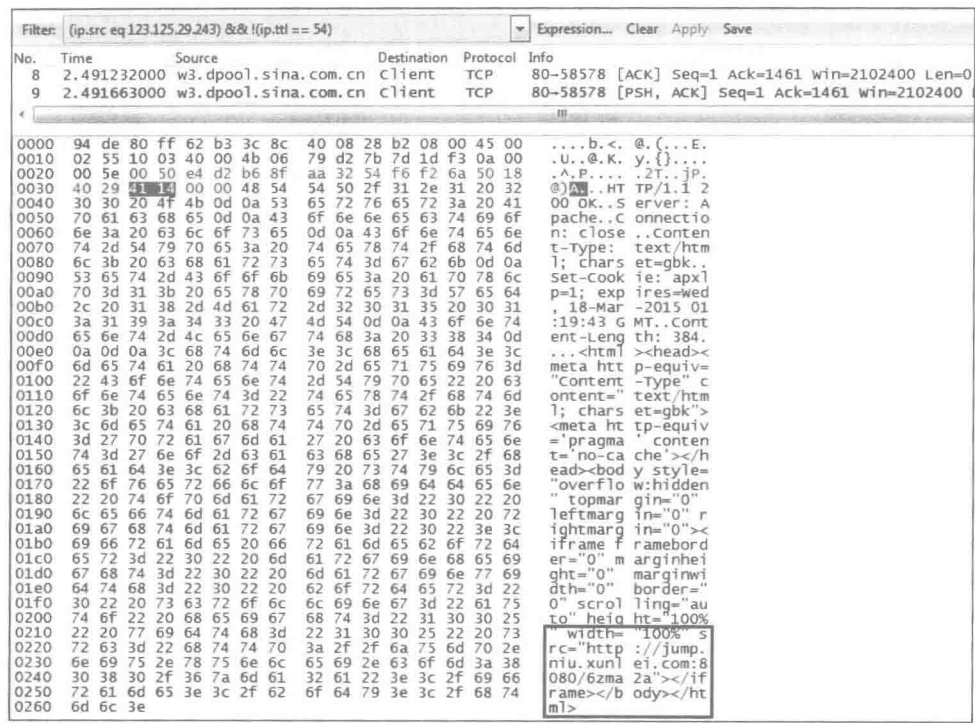 Filter: (ip.src eq 123.125.29.243) && !(ip.ttl == 54) Expression... Clear Apply Save
No. Time Source Destination Protocol Info
8 2.491232000 w3.dpool.sina.com.cn Client TCP 80→58578 [ACK] Seq=1 Ack=1461 Win=2102400 Len=0
9 2.491663000 w3.dpool.sina.com.cn Client TCP 80→58578 [PSH, ACK] Seq=1 Ack=1461 Win=2102400
0000 94 de 80 ff 62 b3 3c 8c 40 08 28 b2 08 00 45 00 ....b.<. @.(...E.
0010 02 55 10 03 40 00 4b 06 79 d2 7b 7d 1d f3 0a 00 .U..@.K. y.{}....
0020 00 5e 00 50 e4 d2 b6 8f aa 32 54 f6 f2 6a 50 18 .^.P.... .2T..jP.
0030 40 29 41 14 00 00 48 54 54 50 2f 31 2e 31 20 32 @)A...HT TP/1.1 2
0040 30 30 20 4f 4b 0d 0a 53 65 72 76 65 72 3a 20 41 00 OK..S erver: A
0050 70 61 63 68 65 0d 0a 43 6f 6e 6e 65 63 74 69 6f pache..C onnectio
0060 6e 3a 20 63 6c 6f 73 65 0d 0a 43 6f 6e 74 65 6e n: close ..Conten
0070 74 2d 54 79 70 65 3a 20 74 65 78 74 2f 68 74 6d t-Type: text/htm
0080 6c 3b 20 63 68 61 72 73 65 74 3d 67 62 6b 0d 0a l; chars et=gbk..
0090 53 65 74 2d 43 6f 6f 6b 69 65 3a 20 61 70 78 6c Set-Cook ie: apxl
00a0 70 3d 31 3b 20 65 78 70 69 72 65 73 3d 57 65 64 p=1; exp ires=Wed
00b0 2c 20 31 38 2d 4d 61 72 2d 32 30 31 35 20 30 31 , 18-Mar -2015 01
00c0 3a 31 39 3a 34 33 20 47 4d 54 0d 0a 43 6f 6e 74 :19:43 G MT..Cont
00d0 65 6e 74 2d 4c 65 6e 67 74 68 3a 20 33 38 34 0d ent-Leng th: 384.
00e0 0a 0d 0a 3c 68 74 6d 6c 3e 3c 68 65 61 64 3e 3c ...<html ><head><
00f0 6d 65 74 61 20 68 74 74 70 2d 65 71 75 69 76 3d meta htt p-equiv=
0100 22 43 6f 6e 74 65 6e 74 2d 54 79 70 65 22 20 63 "Content -Type" c
0110 6f 6e 74 65 6e 74 3d 22 74 65 78 74 2f 68 74 6d ontent=" text/htm
0120 6c 3b 20 63 68 61 72 73 65 74 3d 67 62 6b 22 3e l; chars et=gbk">
0130 3c 6d 65 74 61 20 68 74 74 70 2d 65 71 75 69 76 <meta ht tp-equiv
0140 3d 27 70 72 61 67 6d 61 27 20 63 6f 6e 74 65 6e ='pragma ' conten
0150 74 3d 27 6e 6f 2d 63 61 63 68 65 27 3e 3c 2f 68 t='no-ca che'></h
0160 65 61 64 3e 3c 62 6f 64 79 20 73 74 79 6c 65 3d ead><bod y style=
0170 22 6f 76 65 72 66 6c 6f 77 3a 68 69 64 64 65 6e "overflo w:hidden
0180 22 20 74 6f 70 6d 61 72 67 69 6e 3d 22 30 22 20 " topmar gin="0"
0190 6c 65 66 74 6d 61 72 67 69 6e 3d 22 30 22 20 72 leftmarg in="0" r
01a0 69 67 68 74 6d 61 72 67 69 6e 3d 22 30 22 3e 3c ightmarg in="0"><
01b0 69 66 72 61 6d 65 20 66 72 61 6d 65 62 6f 72 64 iframe f ramebord
01c0 65 72 3d 22 30 22 20 6d 61 72 67 69 6e 68 65 69 er="0" m arginhei
01d0 67 68 74 3d 22 30 22 20 6d 61 72 67 69 6e 77 69 ght="0" marginwi
01e0 64 74 68 3d 22 30 22 20 62 6f 72 64 65 72 3d 22 dth="0" border="
01f0 30 22 20 73 63 72 6f 6c 6c 69 6e 67 3d 22 61 75 0" scrol ling="au
0200 74 6f 22 20 68 65 69 67 68 74 3d 22 31 30 30 25 to" heig ht="100%
0210 22 20 77 69 64 74 68 3d 22 31 30 30 25 22 20 73 " width= "100%" s
0220 72 63 3d 22 68 74 74 70 3a 2f 2f 6a 75 6d 70 2e rc="http ://jump.
0230 6e 69 75 2e 78 75 6e 6c 65 69 2e 63 6f 6d 3a 38 niu.xunl ei.com:8
0240 30 38 30 2f 36 7a 6d 61 32 61 22 3e 3c 2f 69 66 080/6zma 2a"></if
0250 72 61 6d 65 3e 3c 2f 62 6f 64 79 3e 3c 2f 68 74 rame></b ody></ht
0260 6d 6c 3e ml>